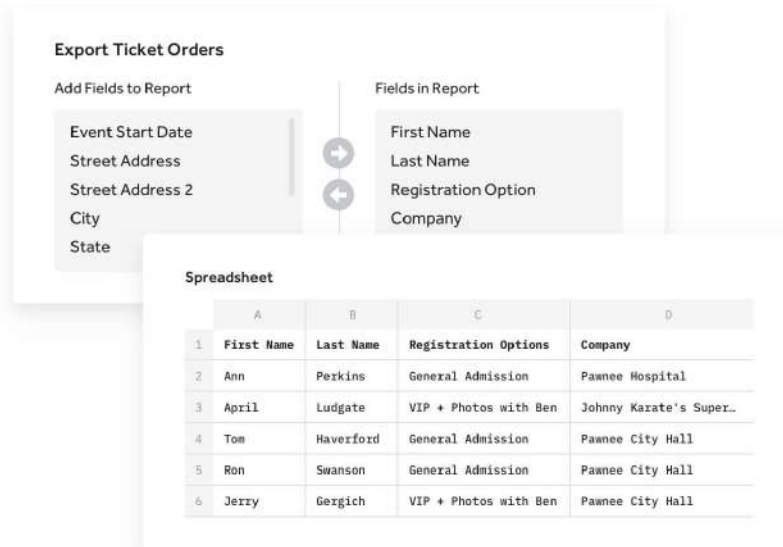 Export Ticket Orders
Add Fields to Report
Event Start Date
Street Address
Street Address 2
City
State
Fields in Report
First Name
Last Name
Registration Option
Company
Spreadsheet
A B C D
1 First Name Last Name Registration Options Company
2 Ann Perkins General Admission Pawnee Hospital
3 April Ludgate VIP + Photos with Ben Johnny Karate's Super…
4 Tom Haverford General Admission Pawnee City Hall
5 Ron Swanson General Admission Pawnee City Hall
6 Jerry Gergich VIP + Photos with Ben Pawnee City Hall